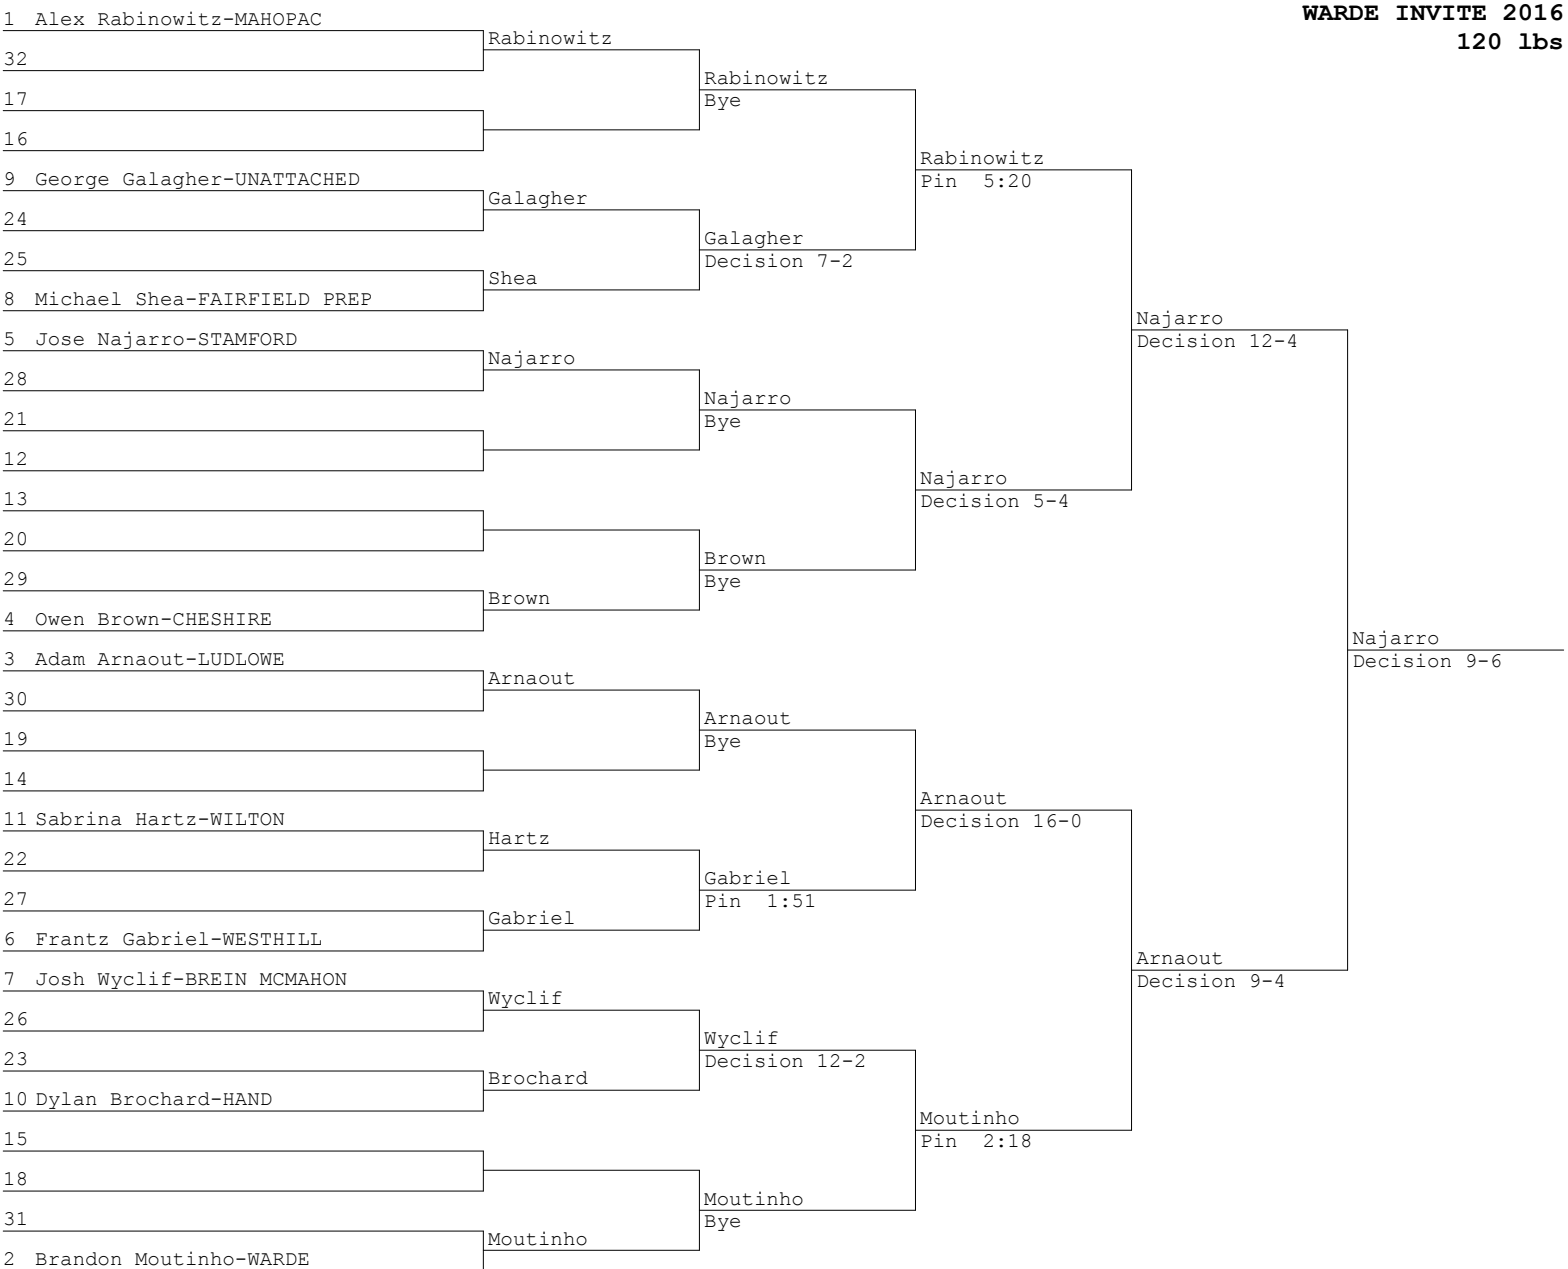 WARDE INVITE 2016
120 lbs
1 Alex Rabinowitz-MAHOPAC
32
17
16
9 George Galagher-UNATTACHED
24
25
8 Michael Shea-FAIRFIELD PREP
5 Jose Najarro-STAMFORD
28
21
12
13
20
29
4 Owen Brown-CHESHIRE
3 Adam Arnaout-LUDLOWE
30
19
14
11 Sabrina Hartz-WILTON
22
27
6 Frantz Gabriel-WESTHILL
7 Josh Wyclif-BREIN MCMAHON
26
23
10 Dylan Brochard-HAND
15
18
31
2 Brandon Moutinho-WARDE
Rabinowitz
Galagher
Shea
Najarro
Brown
Arnaout
Hartz
Gabriel
Wyclif
Brochard
Moutinho
Rabinowitz
Bye
Galagher
Decision 7-2
Najarro
Bye
Brown
Bye
Arnaout
Bye
Gabriel
Pin 1:51
Wyclif
Decision 12-2
Moutinho
Bye
Rabinowitz
Pin 5:20
Najarro
Decision 5-4
Arnaout
Decision 16-0
Moutinho
Pin 2:18
Najarro
Decision 12-4
Arnaout
Decision 9-4
Najarro
Decision 9-6